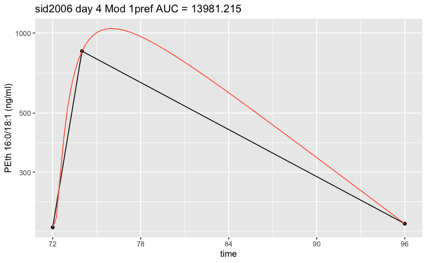 sid2006 day 4 Mod 1pref AUC = 13981.215
1000
500
300
PEth 16:0/18:1 (ng/ml)
72
78
84
90
96
time